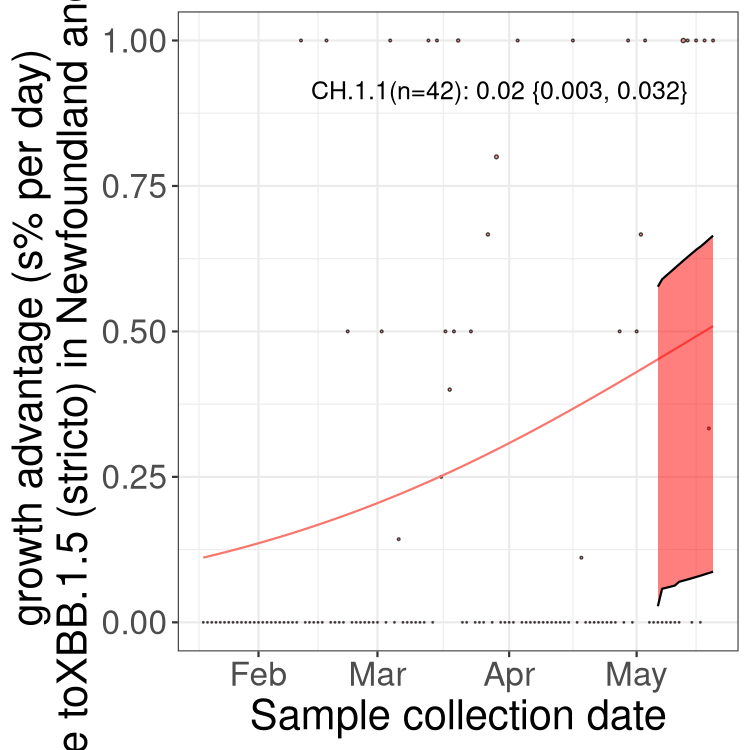 growth advantage (s% per day)
toXBB.1.5 (stricto) in Newfoundland
1.00
0.75
0.50
0.25
0.00
CH.1.1(n=42): 0.02 {0.003, 0.032}
Feb Mar Apr May
Sample collection date